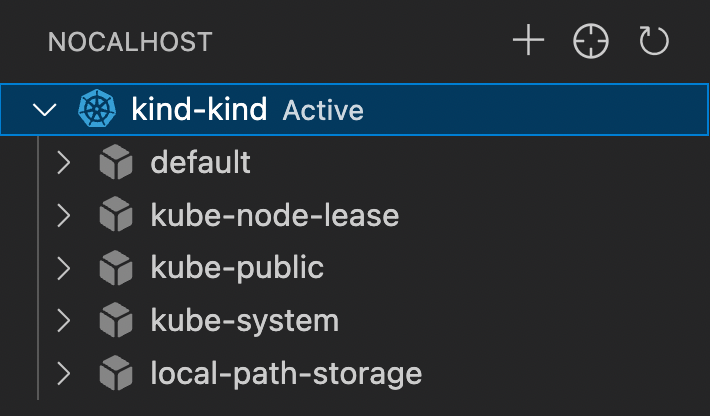 NOCALHOST
kind-kind Active
default
kube-node-lease
kube-public
kube-system
local-path-storage